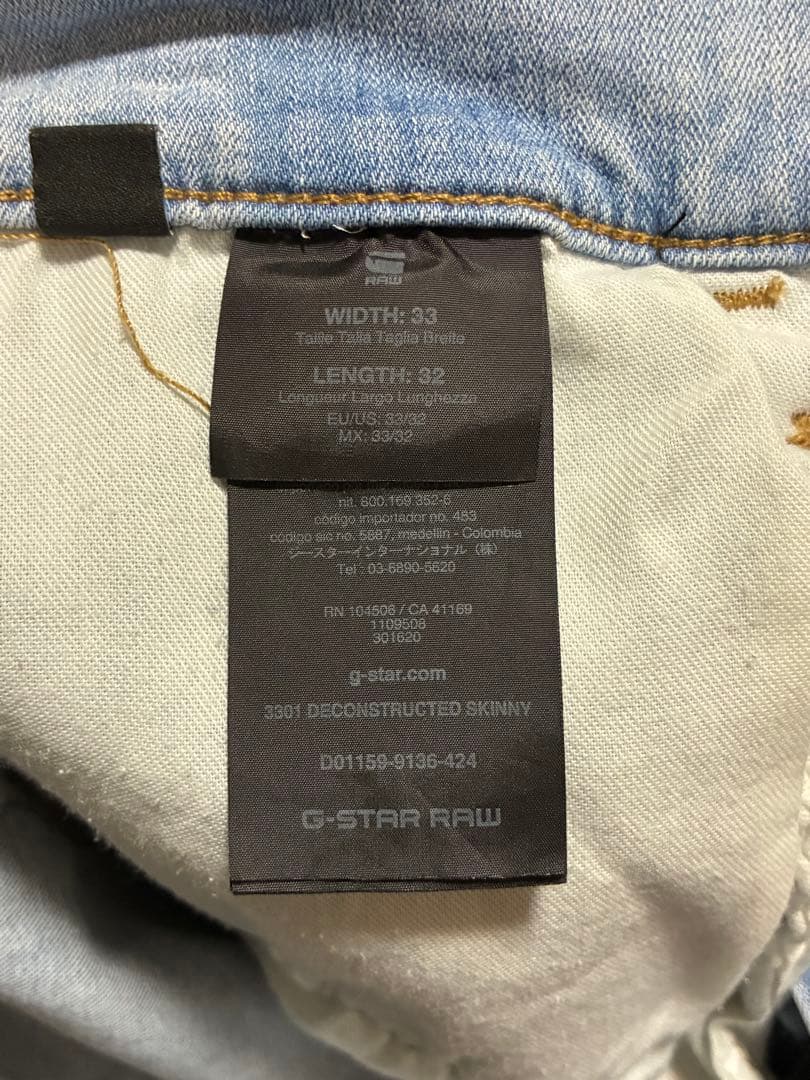 RAW
WIDTH: 33
Taille Talla Taglia Breite
LENGTH: 32
Longueur Largo Lunghezza
EU/US: 33/32
MX: 33/32
nit. 800.169.352-6
código importador no. 483
código sic no. 5887, medellin - Colombia
ジースターインターナショナル (株)
Tel : 03-6890-5620
RN 104506 / CA 41169
1109508
301620
g-star.com
3301 DECONSTRUCTED SKINNY
D01159-9136-424
G-STAR RAW